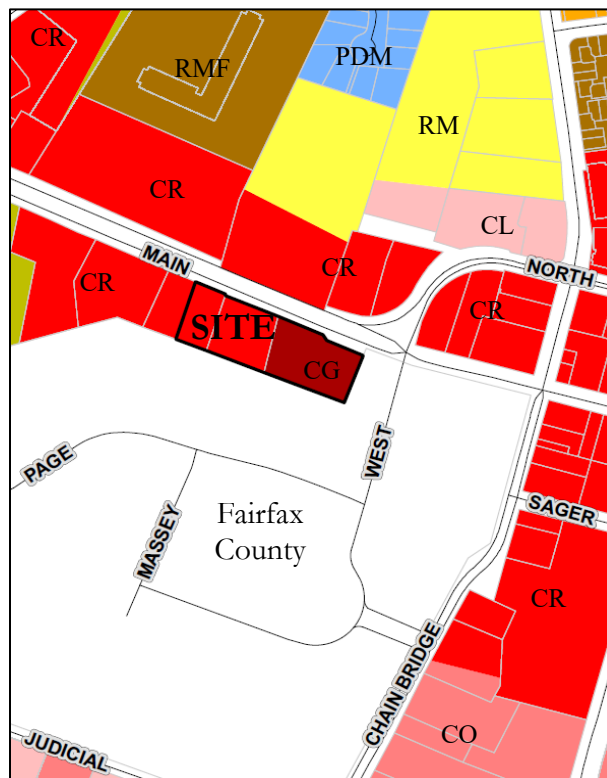 CR
RMF
PDM
RM
CR
CL
MAIN
CR
NORTH
CR
CR
SITE
CG
WEST
PAGE
SAGER
MASSEY
Fairfax
County
CR
CHAIN BRIDGE
CO
JUDICIAL